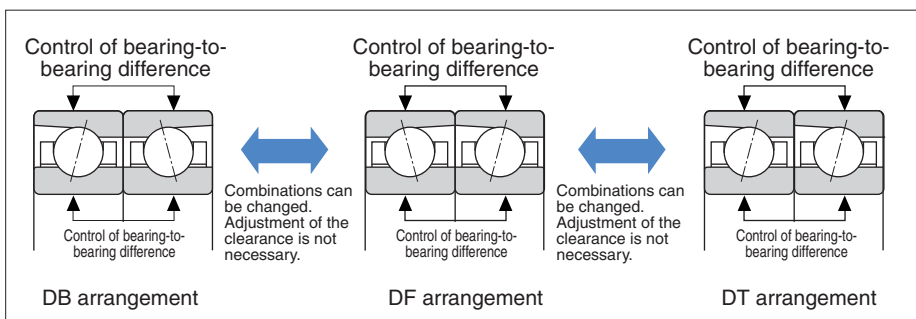 Control of bearing-to-
bearing difference
Control of bearing-to-
bearing difference
DB arrangement
Combinations can
be changed.
Adjustment of the
clearance is not
necessary.
Control of bearing-to-
bearing difference
Control of bearing-to-
bearing difference
DF arrangement
Combinations can
be changed.
Adjustment of the
clearance is not
necessary.
Control of bearing-to-
bearing difference
Control of bearing-to-
bearing difference
DT arrangement